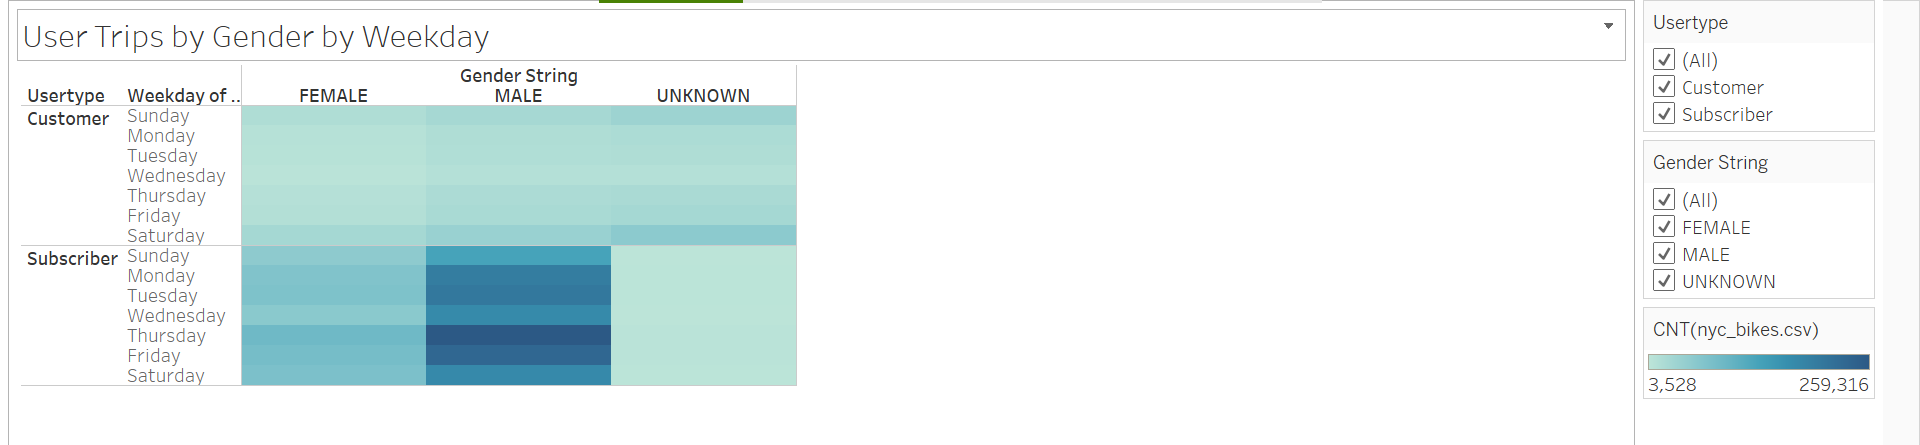 User Trips by Gender by Weekday
Gender String
Usertype Weekday of .. FEMALE MALE UNKNOWN
Customer Sunday
Monday
Tuesday
Wednesday
Thursday
Friday
Saturday
Subscriber Sunday
Monday
Tuesday
Wednesday
Thursday
Friday
Saturday
Usertype
(All)
Customer
Subscriber
Gender String
(All)
FEMALE
MALE
UNKNOWN
CNT(nyc_bikes.csv)
3,528 259,316